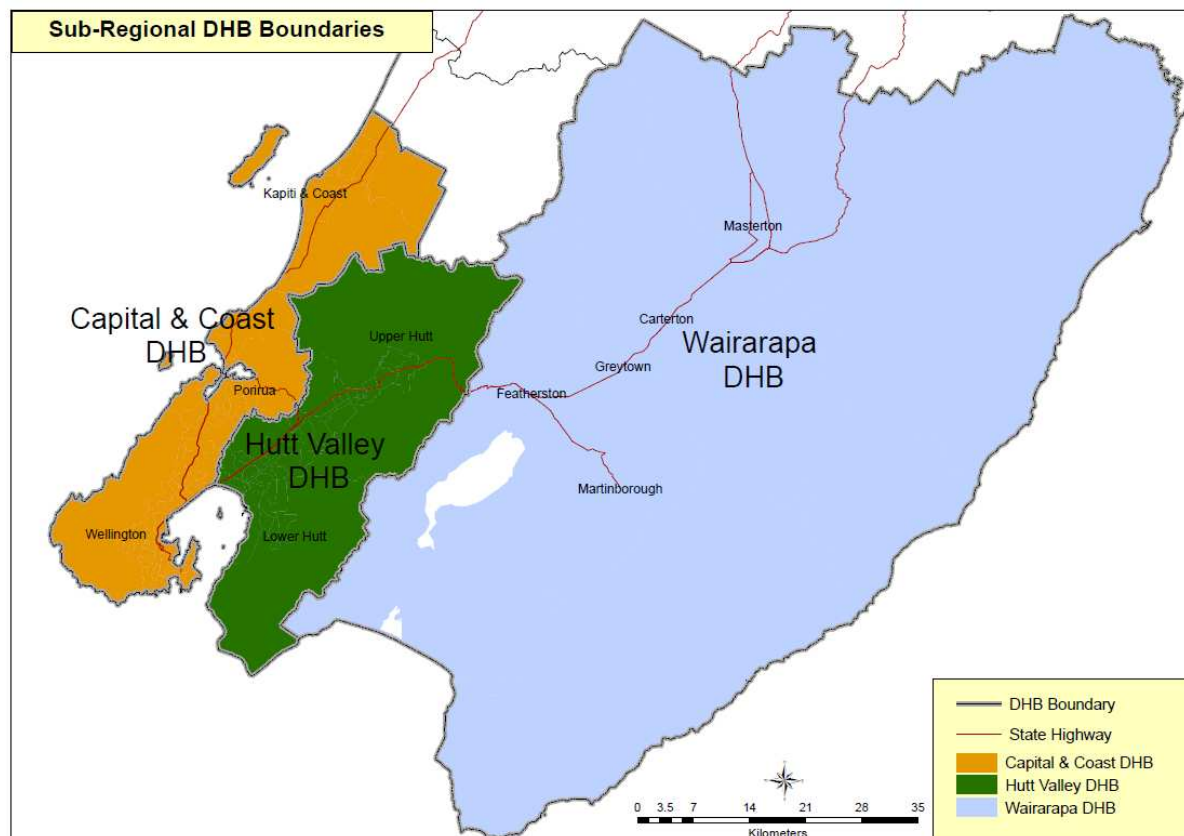 Sub-Regional DHB Boundaries
Kapiti & Coast
Masterton
Capital & Coast
DHB
Carterton
Upper Hutt
Wairarapa
DHB
Greytown
Porirua
Featherston
Hutt Valley
DHB
Martinborough
Wellington
Lower Hutt
DHB Boundary
State Highway
Capital & Coast DHB
Hutt Valley DHB
Wairarapa DHB
0 3.5 7 14 21 28 35
Kilometers